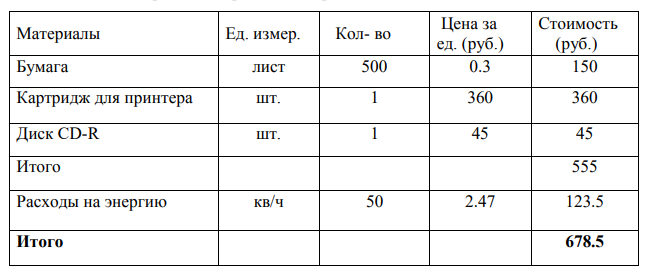 Материалы Ед. измер. Кол- во Цена за ед. (руб.) Стоимость (руб.)
Бумага лист 500 0.3 150
Картридж для принтера шт. 1 360 360
Диск CD-R шт. 1 45 45
Итого 555
Расходы на энергию кв/ч 50 2.47 123.5
Итого 678.5